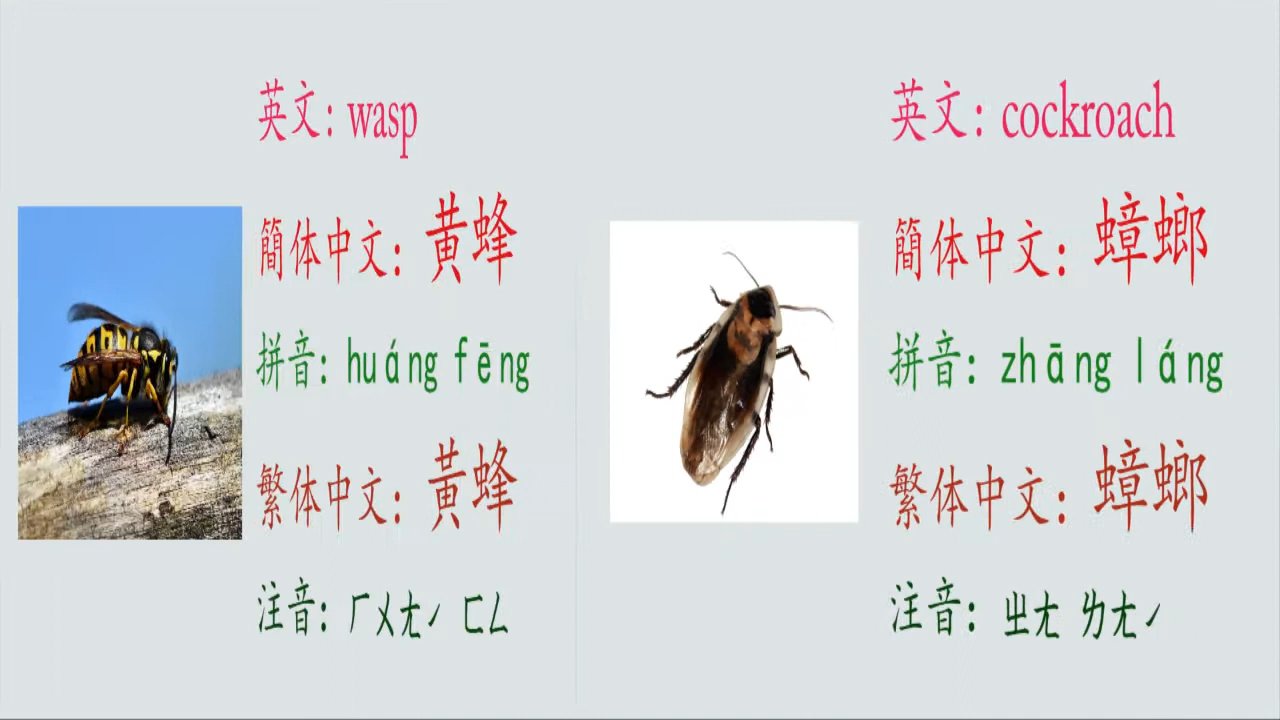 英文: wasp
簡体中文: 黄蜂
拼音: huáng fēng
繁体中文: 黃蜂
注音: ㄏㄨㄤˊ ㄈㄥ
英文: cockroach
簡体中文: 蟑螂
拼音: zhāng láng
繁体中文: 蟑螂
注音: ㄓㄤ ㄌㄤˊ